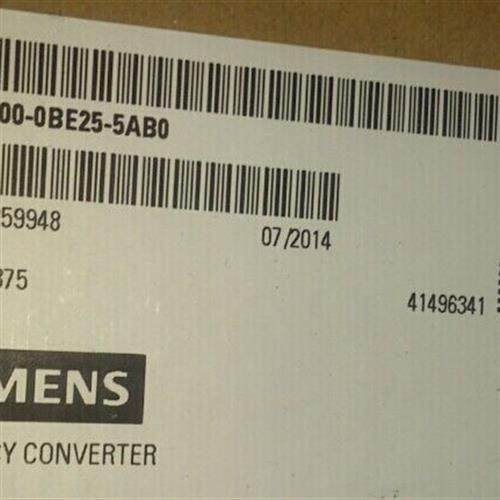 00-0BE25-5AB0
59948
07/2014
375
41496341
MENS
Y CONVERTER